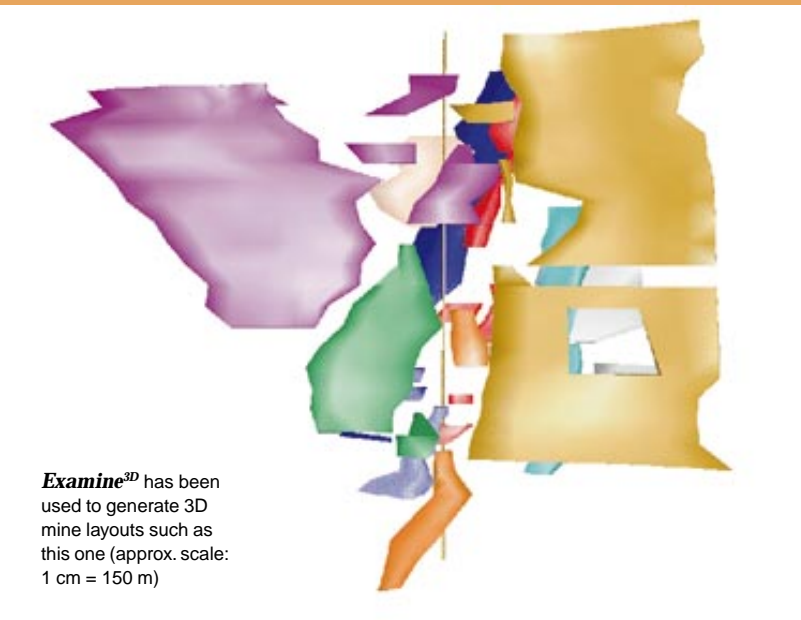 Examine3D has been
used to generate 3D
mine layouts such as
this one (approx. scale:
1 cm = 150 m)